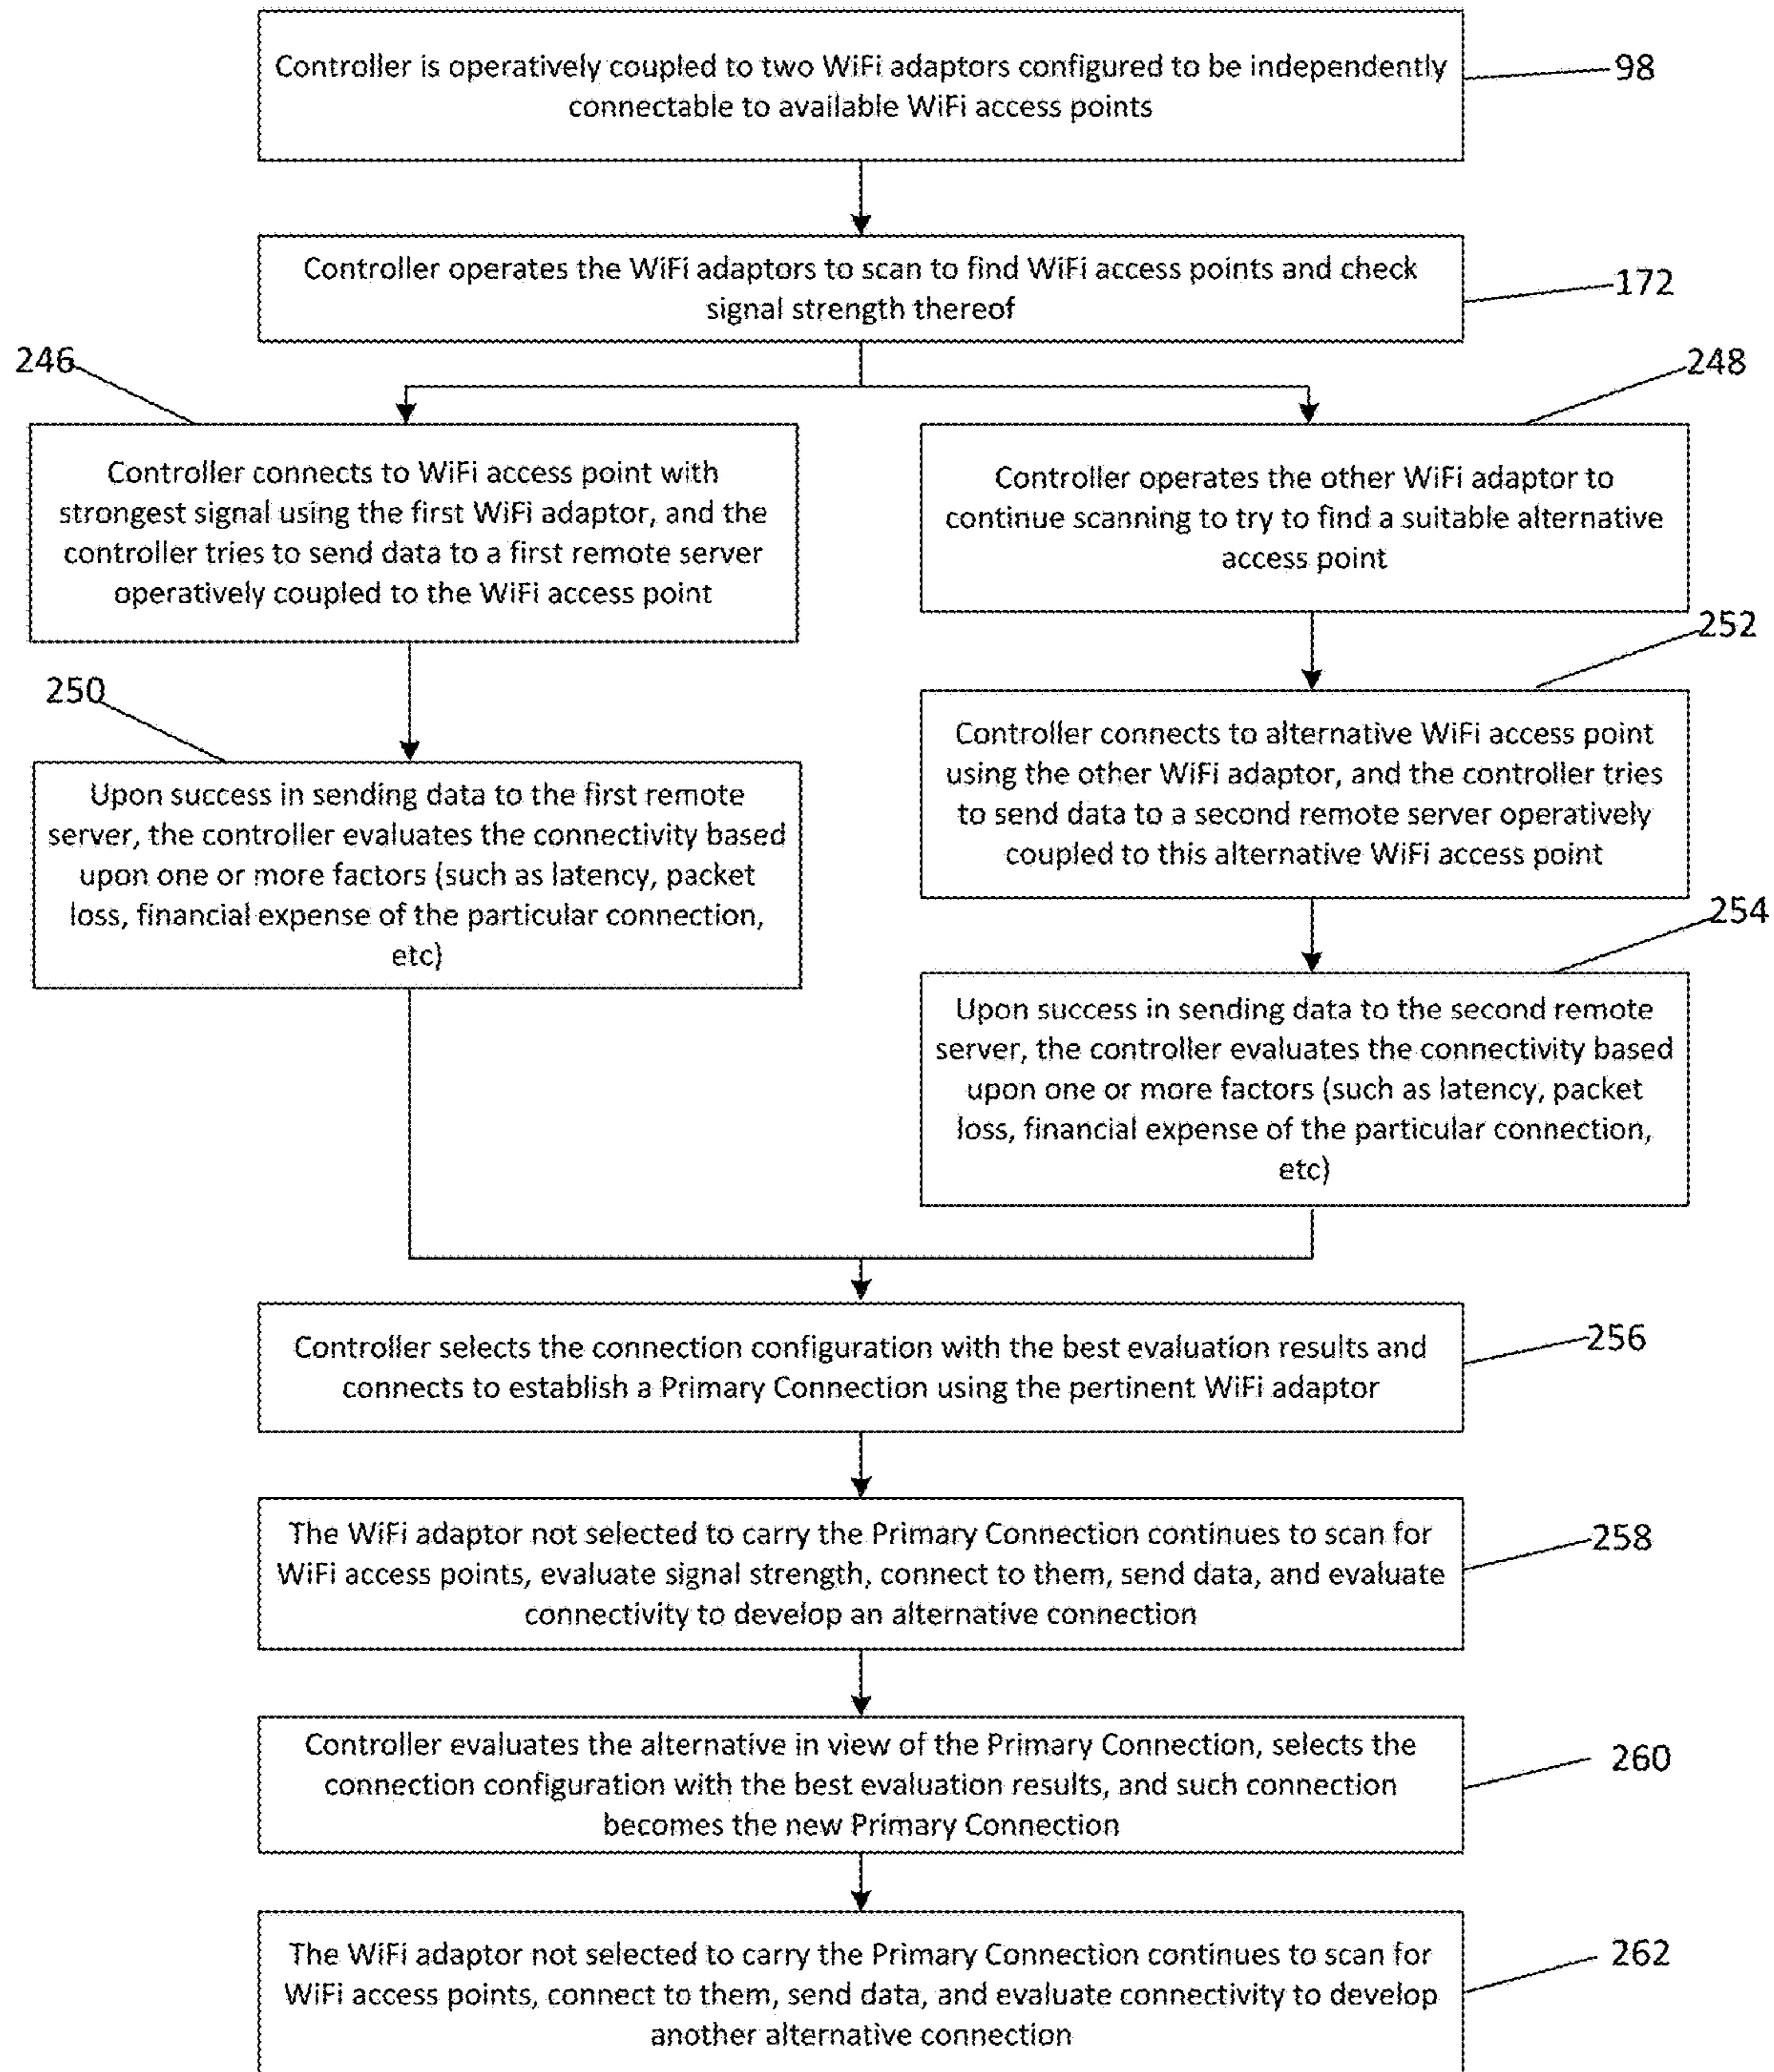 Controller is operatively coupled to two WiFi adaptors configured to be independently
connectable to available WiFi access points
98
Controller operates the WiFi adaptors to scan to find WiFi access points and check
signal strength thereof
172
246
248
Controller connects to WiFi access point with
strongest signal using the first WiFi adaptor, and the
controller tries to send data to a first remote server
operatively coupled to the WiFi access point
Controller operates the other WiFi adaptor to
continue scanning to try to find a suitable alternative
access point
250
252
Upon success in sending data to the first remote
server, the controller evaluates the connectivity based
upon one or more factors (such as latency, packet
loss, financial expense of the particular connection,
etc)
Controller connects to alternative WiFi access point
using the other WiFi adaptor, and the controller tries
to send data to a second remote server operatively
coupled to this alternative WiFi access point
254
Upon success in sending data to the second remote
server, the controller evaluates the connectivity based
upon one or more factors (such as latency, packet
loss, financial expense of the particular connection,
etc)
Controller selects the connection configuration with the best evaluation results and
connects to establish a Primary Connection using the pertinent WiFi adaptor
256
The WiFi adaptor not selected to carry the Primary Connection continues to scan for
WiFi access points, evaluate signal strength, connect to them, send data, and evaluate
connectivity to develop an alternative connection
258
Controller evaluates the alternative in view of the Primary Connection, selects the
connection configuration with the best evaluation results, and such connection
becomes the new Primary Connection
260
The WiFi adaptor not selected to carry the Primary Connection continues to scan for
WiFi access points, connect to them, send data, and evaluate connectivity to develop
another alternative connection
262